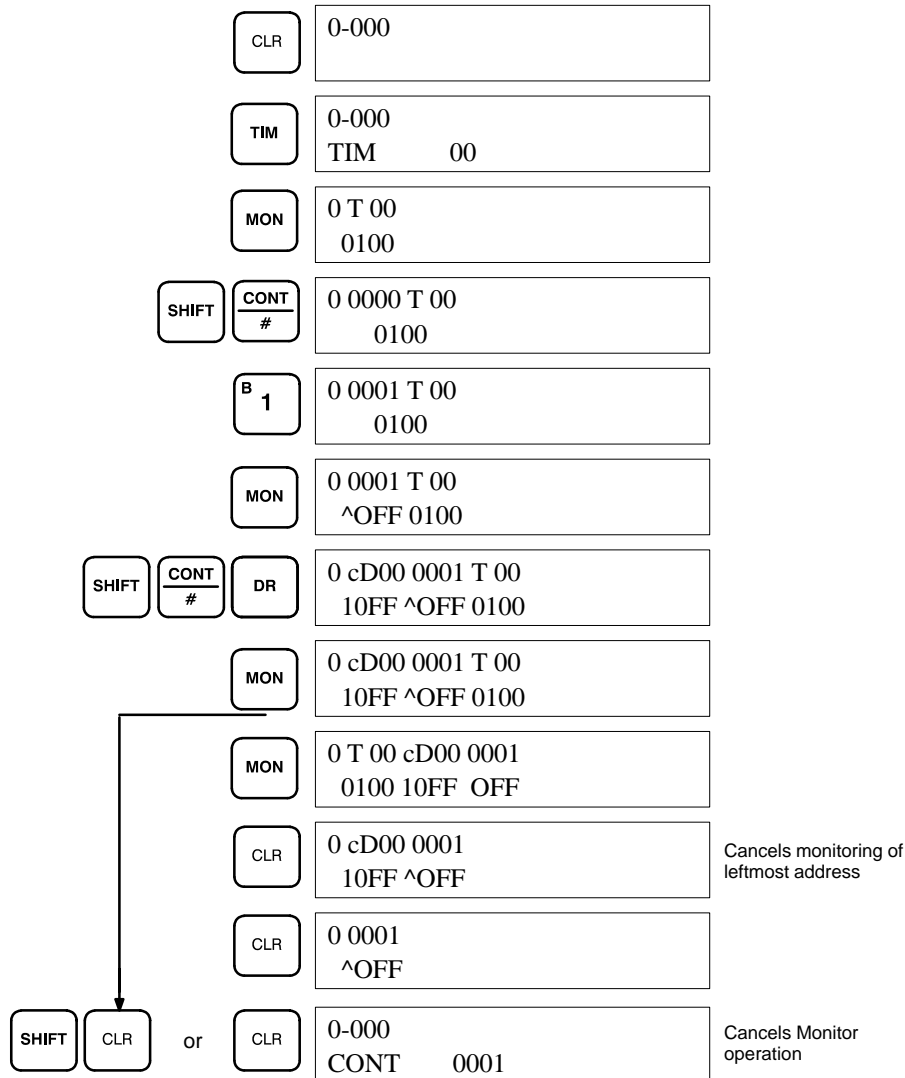 CLR 0-000
TIM 0-000
TIM 00
MON 0 T 00
0100
SHIFT CONT # 0 0000 T 00
0100
B 1 0 0001 T 00
0100
MON 0 0001 T 00
^OFF 0100
SHIFT CONT # DR 0 cD00 0001 T 00
10FF ^OFF 0100
MON 0 cD00 0001 T 00
10FF ^OFF 0100
MON 0 T 00 cD00 0001
0100 10FF OFF
CLR 0 cD00 0001
10FF ^OFF
Cancels monitoring of
leftmost address
CLR 0 0001
^OFF
SHIFT CLR or CLR 0-000
CONT 0001
Cancels Monitor
operation